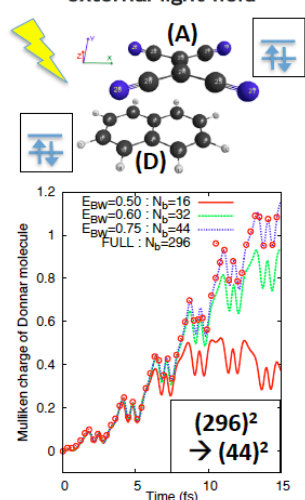 external light field
(A)
(D)
Mulliken charge of Donnar molecule
E_BW=0.50 : N_b=16
E_BW=0.60 : N_b=32
E_BW=0.75 : N_b=44
FULL : N_b=296
1.2
1
0.8
0.6
0.4
0.2
0
(296)²
→ (44)²
0
5
10
15
Time (fs)